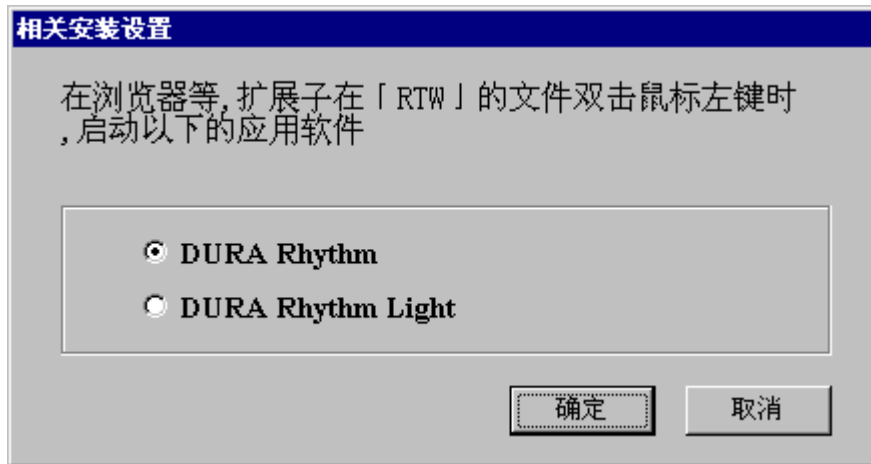 相关安装设置
在浏览器等,扩展子在「RTW」的文件双击鼠标左键时
,启动以下的应用软件
DURA Rhythm
DURA Rhythm Light
确定 取消